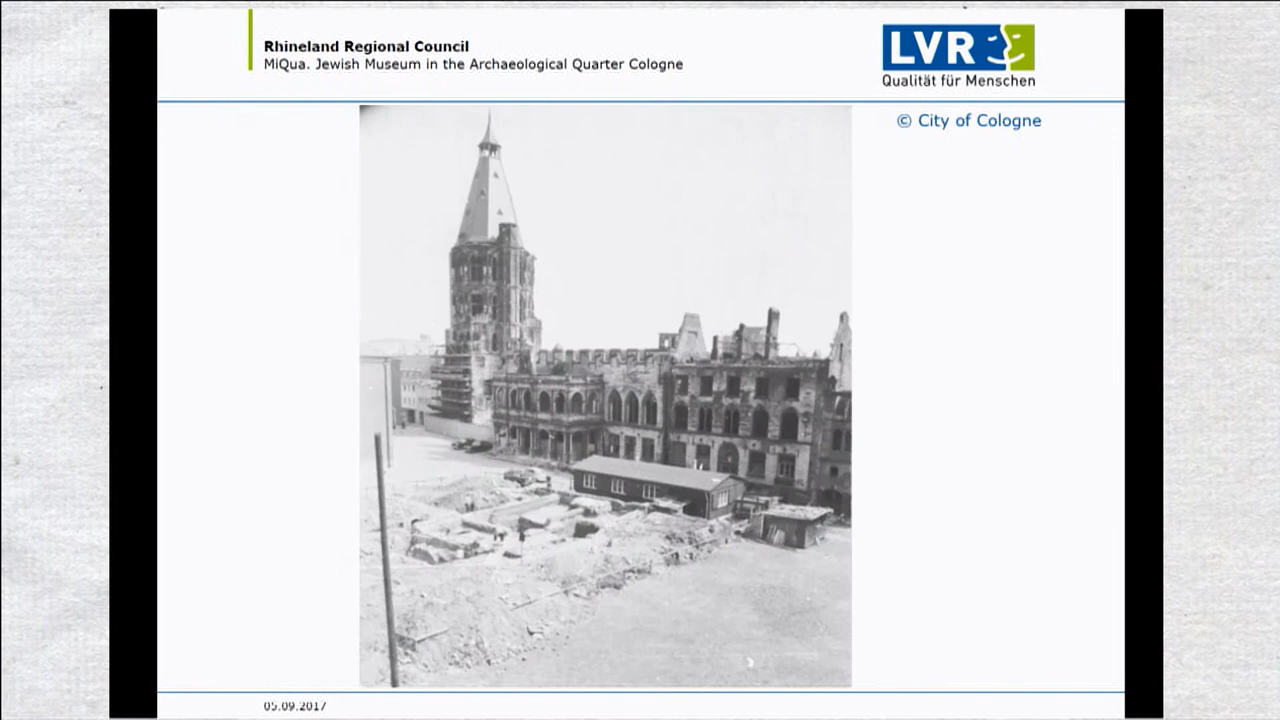 Rhineland Regional Council
MiQua. Jewish Museum in the Archaeological Quarter Cologne
LVR
Qualität für Menschen
© City of Cologne
05.09.2017